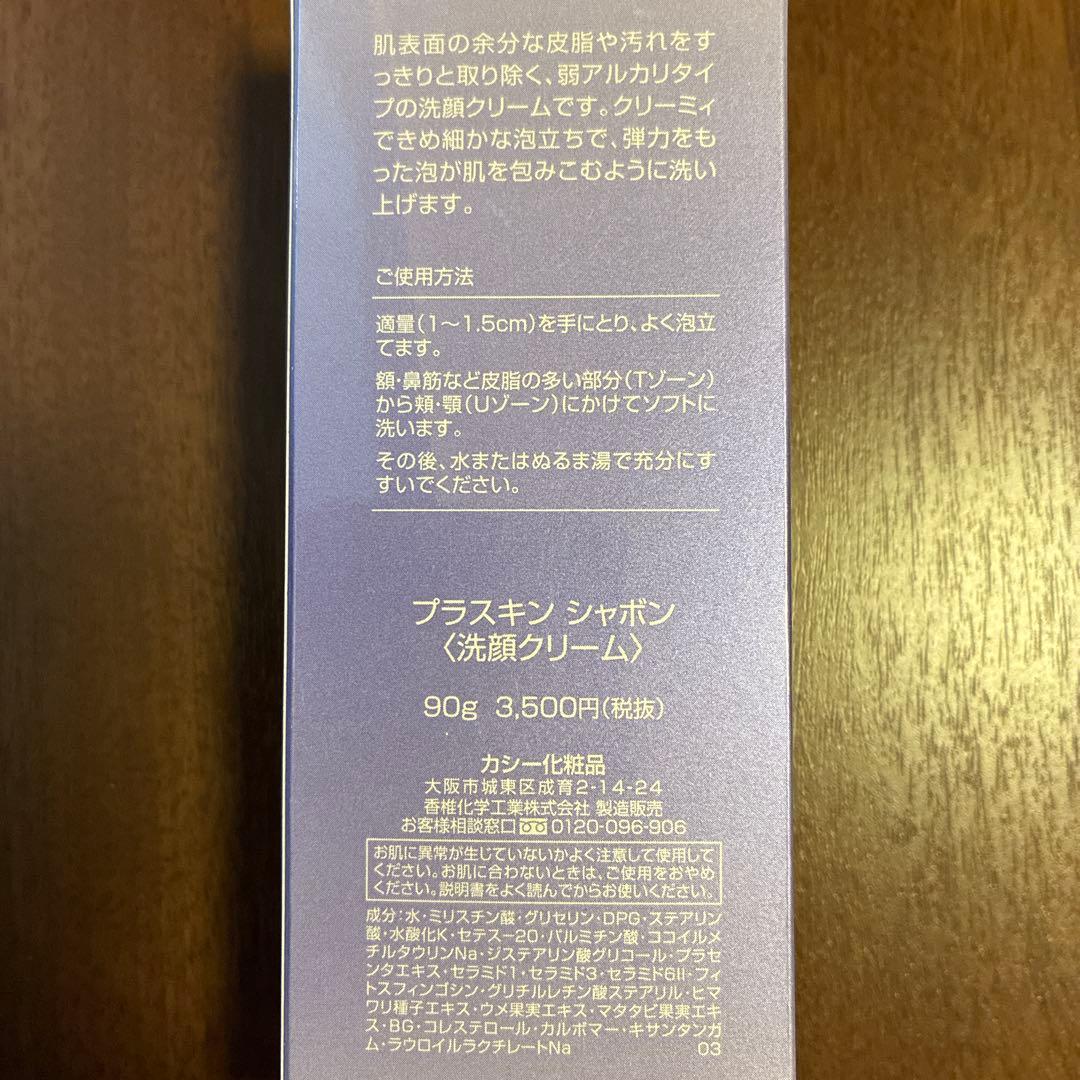 肌表面の余分な皮脂や汚れをす
っきりと取り除く、弱アルカリタイ
プの洗顔クリームです。クリーミィ
できめ細かな泡立ちで、弾力をも
った泡が肌を包みこむように洗い
上げます。
ご使用方法
適量(1〜1.5cm)を手にとり、よく泡立
てます。
額・鼻筋など皮脂の多い部分(Tゾーン)
から頬・顎(Uゾーン)にかけてソフトに
洗います。
その後、水またはぬるま湯で充分にす
すいでください。
プラスキン シャボン
〈洗顔クリーム〉
90g 3,500円(税抜)
カシー化粧品
大阪市城東区成育2-14-24
香椎化学工業株式会社 製造販売
お客様相談窓口 0120-096-906
お肌に異常が生じていないかよく注意して使用して
ください。お肌に合わないときは、ご使用をおやめ
ください。説明書をよく読んでからお使いください。
成分:水・ミリスチン酸・グリセリン・DPG・ステアリン
酸・水酸化K・セテス-20・パルミチン酸・ココイルメ
チルタウリンNa・ジステアリン酸グリコール・プラセ
ンタエキス・セラミド1・セラミド3・セラミド6II・フィ
トスフィンゴシン・グリチルレチン酸ステアリル・ヒマ
ワリ種子エキス・ウメ果実エキス・マタタビ果実エキ
ス・BG・コレステロール・カルボマー・キサンタンガ
ム・ラウロイルラクチレートNa 03